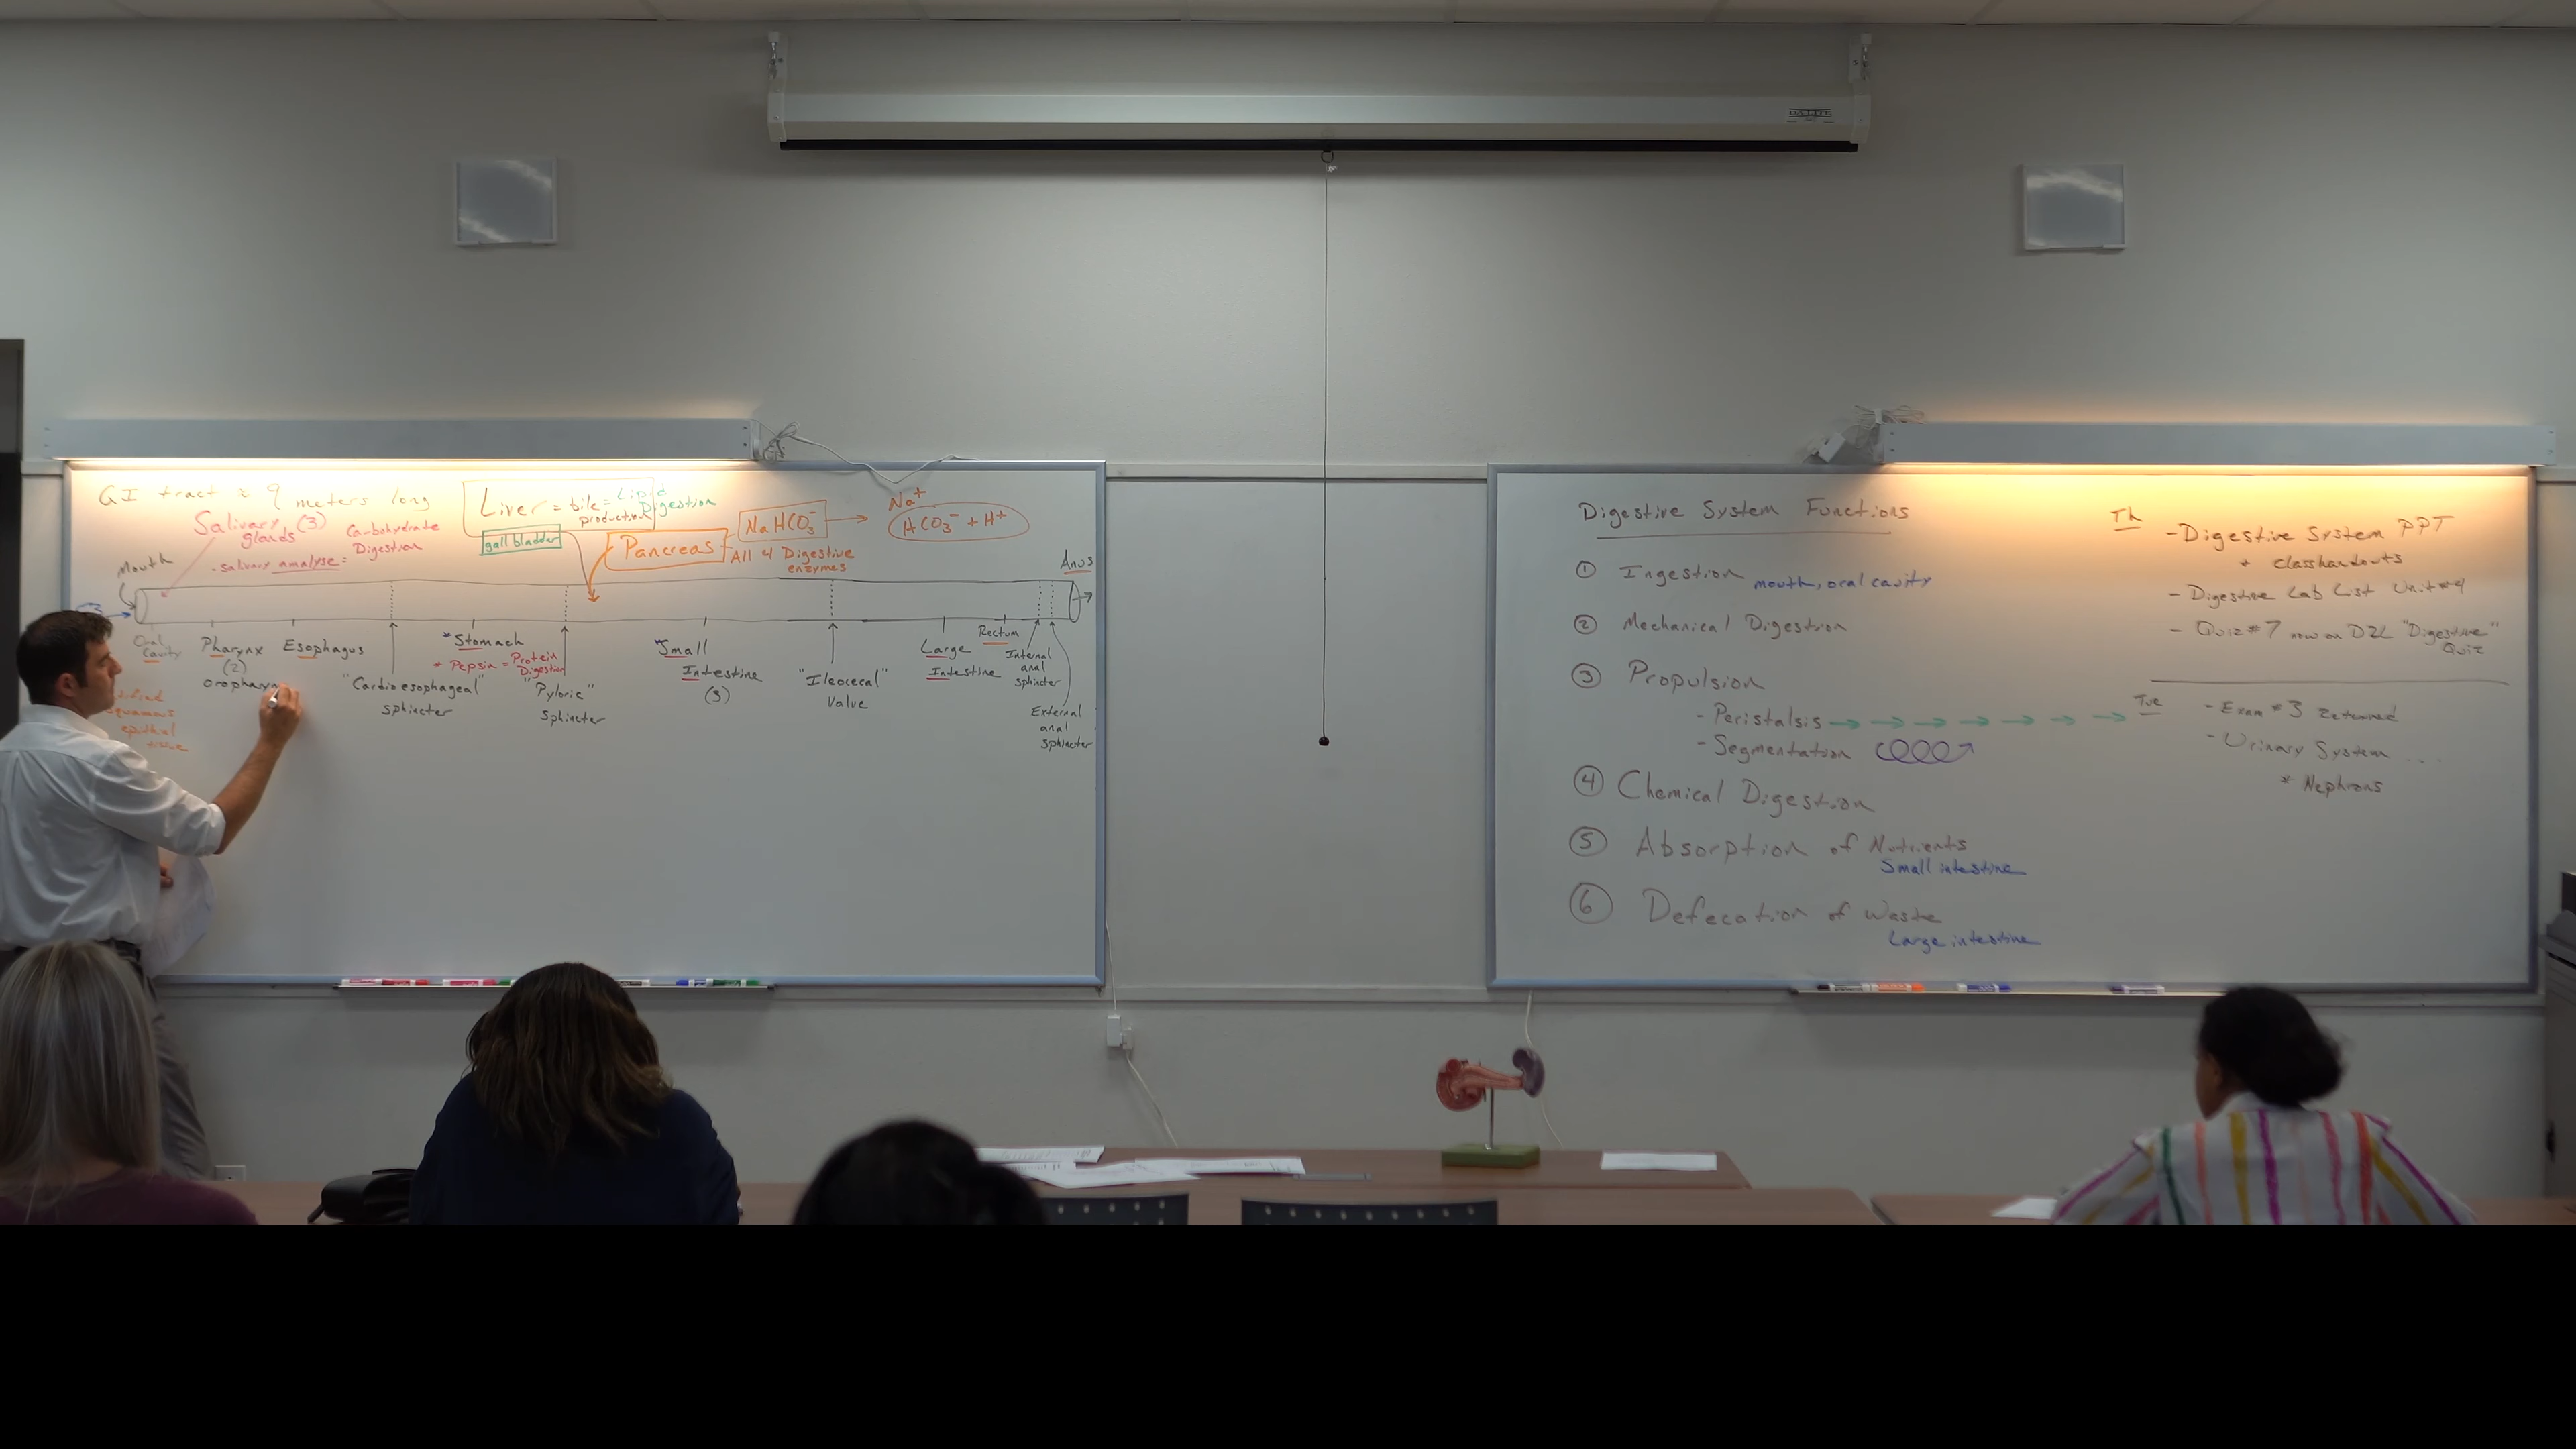 DA-LITE
GI tract ≈ 9 meters long
Salivary (3)
glands
Carbohydrate
Digestion
- salivary amalyse =
Liver = bile = Lipid
production Digestion
gall bladder
Pancreas
NaHCO3⁻ →
Na⁺
HCO3⁻ + H⁺
All 4 Digestive
enzymes
Mouth
Anus
Oral
Cavity
Pharynx
(2)
oropharyn
Esophagus
"Cardioesophageal"
sphincter
*Stomach
* Pepsin = Protein
Digestion
"Pyloric"
sphincter
*Small
Intestine
(3)
"Ileocecal"
Valve
Large
Intestine
Rectum
Internal
anal
sphincter
External
anal
sphincter
squamous
epithial
tissue
Digestive System Functions
① Ingestion mouth, oral cavity
② Mechanical Digestion
③ Propulsion
- Peristalsis → → → → → → →
- Segmentation
④ Chemical Digestion
⑤ Absorption of Nutrients
Small intestine
⑥ Defecation of Waste
Large intestine
Th
- Digestive System PPT
* class handouts
- Digestive Lab List Unit #4
- Quiz #7 now on D2L "Digestive"
Quiz
Tue
- Exam #3 Returned
- Urinary System ...
* Nephrons